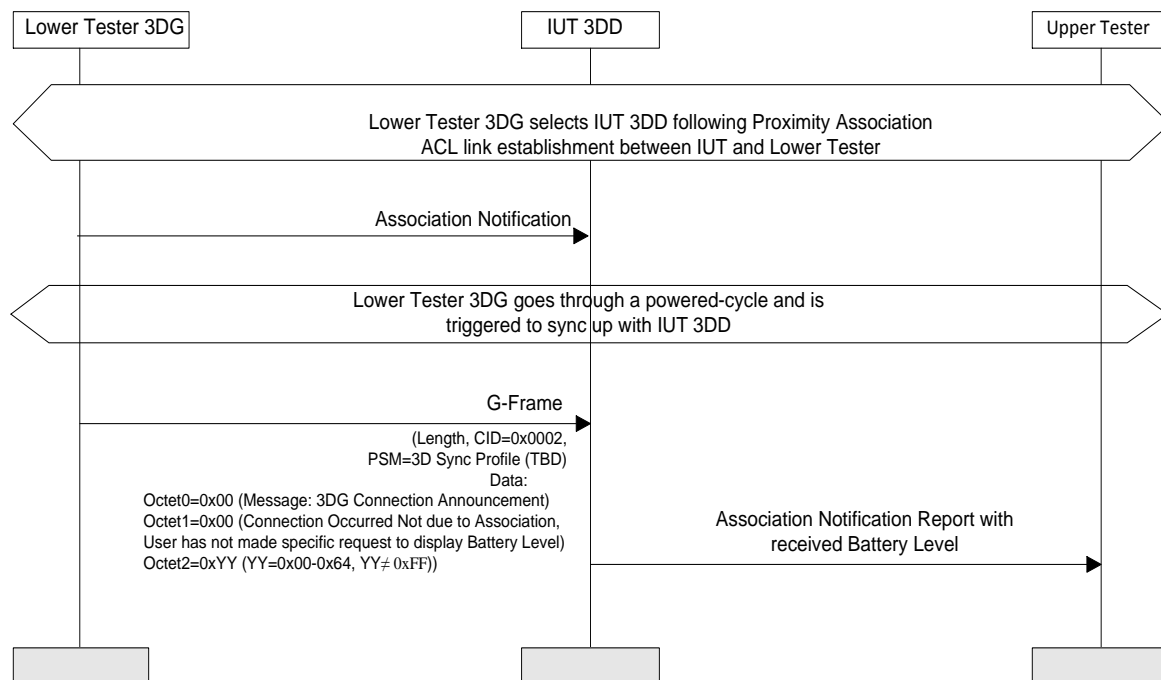 Lower Tester 3DG
IUT 3DD
Upper Tester
Lower Tester 3DG selects IUT 3DD following Proximity Association
ACL link establishment between IUT and Lower Tester
Association Notification
Lower Tester 3DG goes through a powered-cycle and is
triggered to sync up with IUT 3DD
G-Frame
(Length, CID=0x0002,
PSM=3D Sync Profile (TBD)
Data:
Octet0=0x00 (Message: 3DG Connection Announcement)
Octet1=0x00 (Connection Occurred Not due to Association,
User has not made specific request to display Battery Level)
Octet2=0xYY (YY=0x00-0x64, YY≠ 0xFF))
Association Notification Report with
received Battery Level